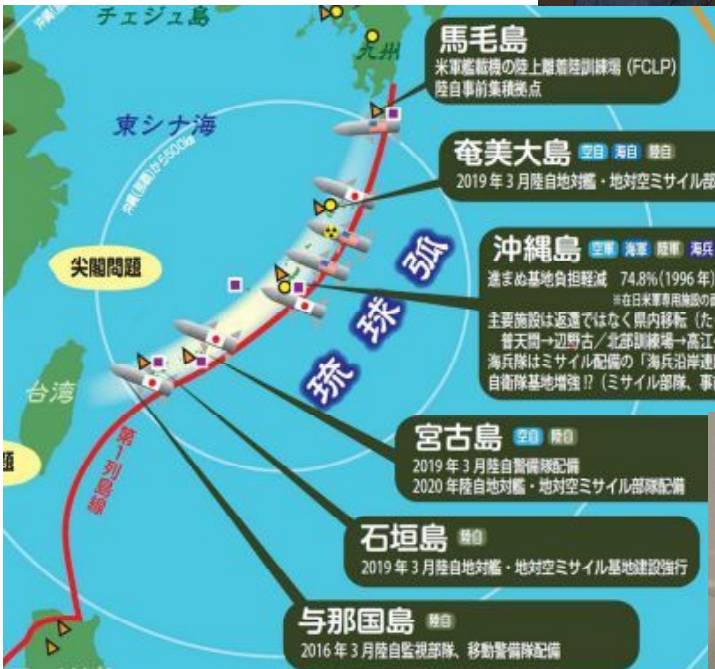 チェジュ島
九州
東シナ海
尖閣問題
台湾
第1列島線
琉球弧
馬毛島
米軍艦載機の陸上離着陸訓練場（FCLP）
陸自事前集積拠点
奄美大島 空自 海自 陸自
2019年3月陸自地対艦・地対空ミサイル部
沖縄島 空軍 海軍 陸軍 海兵
進まぬ基地負担軽減 74.8%（1996年）
※在日米軍専用施設の
主要施設は返還ではなく県内移転（た
普天間→辺野古／北部訓練場→高江
海兵隊はミサイル配備の「海兵沿岸連
自衛隊基地増強!?（ミサイル部隊、事
宮古島 空自 陸自
2019年3月陸自警備隊配備
2020年陸自地対艦・地対空ミサイル部隊配備
石垣島 陸自
2019年3月陸自地対艦・地対空ミサイル基地建設強行
与那国島 陸自
2016年3月陸自監視部隊、移動警備隊配備